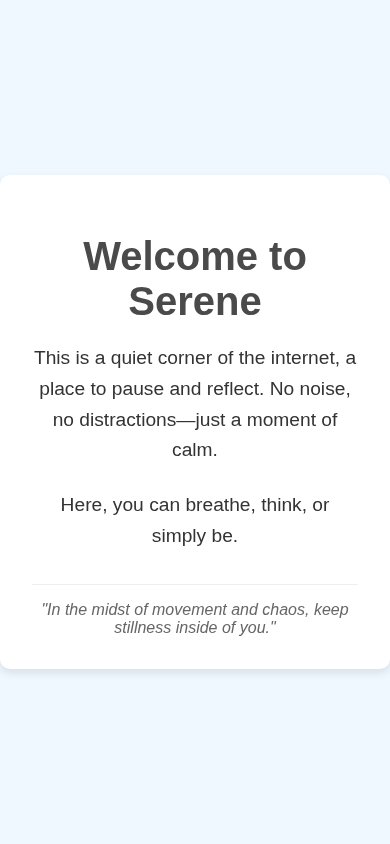 Welcome to
Serene
This is a quiet corner of the internet, a
place to pause and reflect. No noise,
no distractions—just a moment of
calm.
Here, you can breathe, think, or
simply be.
"In the midst of movement and chaos, keep
stillness inside of you."